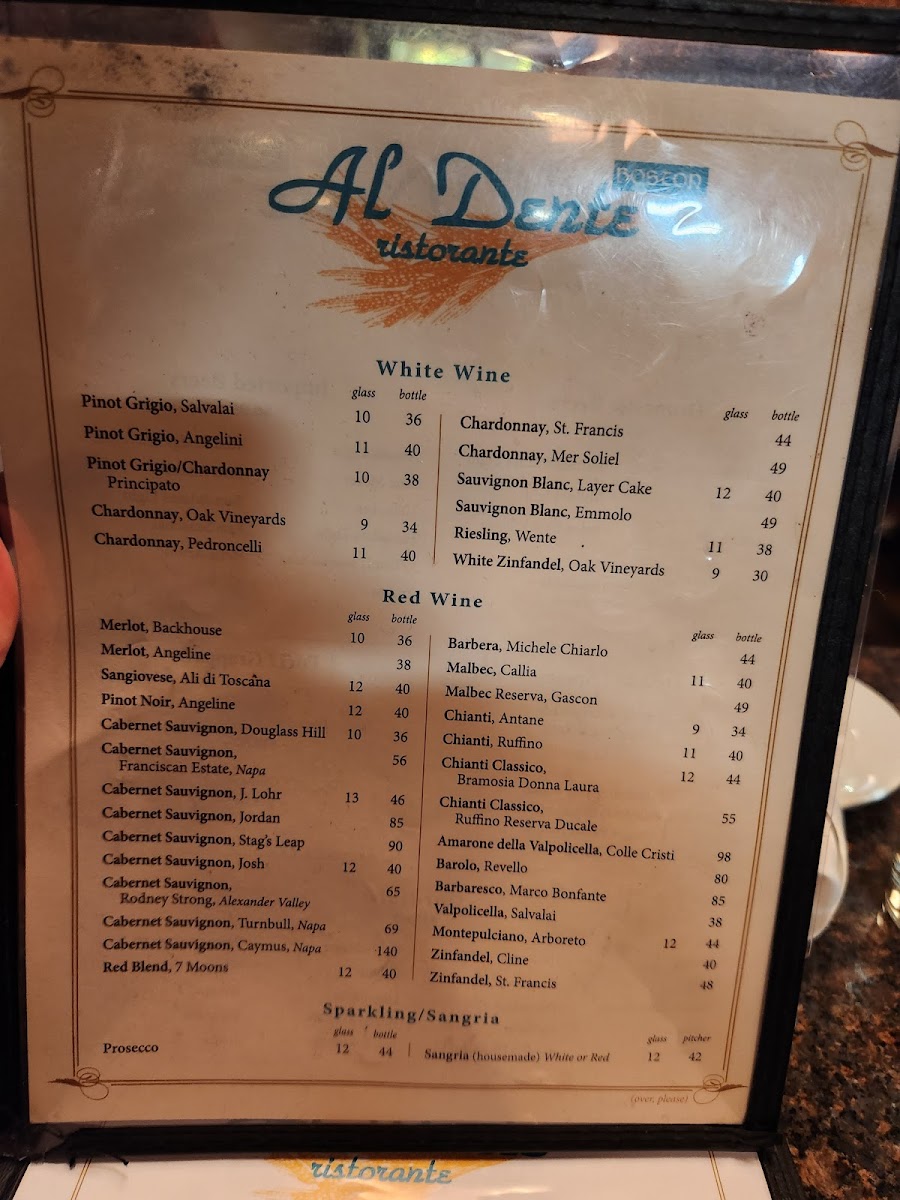 Al Dente
BOSTON
ristorante
White Wine
glass bottle
Pinot Grigio, Salvalai 10 36
Pinot Grigio, Angelini 11 40
Pinot Grigio/Chardonnay
Principato 10 38
Chardonnay, Oak Vineyards 9 34
Chardonnay, Pedroncelli 11 40
glass bottle
Chardonnay, St. Francis 44
Chardonnay, Mer Soliel 49
Sauvignon Blanc, Layer Cake 12 40
Sauvignon Blanc, Emmolo 49
Riesling, Wente 11 38
White Zinfandel, Oak Vineyards 9 30
Red Wine
glass bottle
Merlot, Backhouse 10 36
Merlot, Angeline 38
Sangiovese, Ali di Toscana 12 40
Pinot Noir, Angeline 12 40
Cabernet Sauvignon, Douglass Hill 10 36
Cabernet Sauvignon,
Franciscan Estate, Napa 56
Cabernet Sauvignon, J. Lohr 13 46
Cabernet Sauvignon, Jordan 85
Cabernet Sauvignon, Stag's Leap 90
Cabernet Sauvignon, Josh 12 40
Cabernet Sauvignon,
Rodney Strong, Alexander Valley 65
Cabernet Sauvignon, Turnbull, Napa 69
Cabernet Sauvignon, Caymus, Napa 140
Red Blend, 7 Moons 12 40
glass bottle
Barbera, Michele Chiarlo 44
Malbec, Callia 11 40
Malbec Reserva, Gascon 49
Chianti, Antane 9 34
Chianti, Ruffino 11 40
Chianti Classico,
Bramosia Donna Laura 12 44
Chianti Classico,
Ruffino Reserva Ducale 55
Amarone della Valpolicella, Colle Cristi 98
Barolo, Revello 80
Barbaresco, Marco Bonfante 85
Valpolicella, Salvalai 38
Montepulciano, Arboreto 12 44
Zinfandel, Cline 40
Zinfandel, St. Francis 48
Sparkling/Sangria
glass bottle
Prosecco 12 44
glass pitcher
Sangria (housemade) White or Red 12 42
(over, please)
ristorante